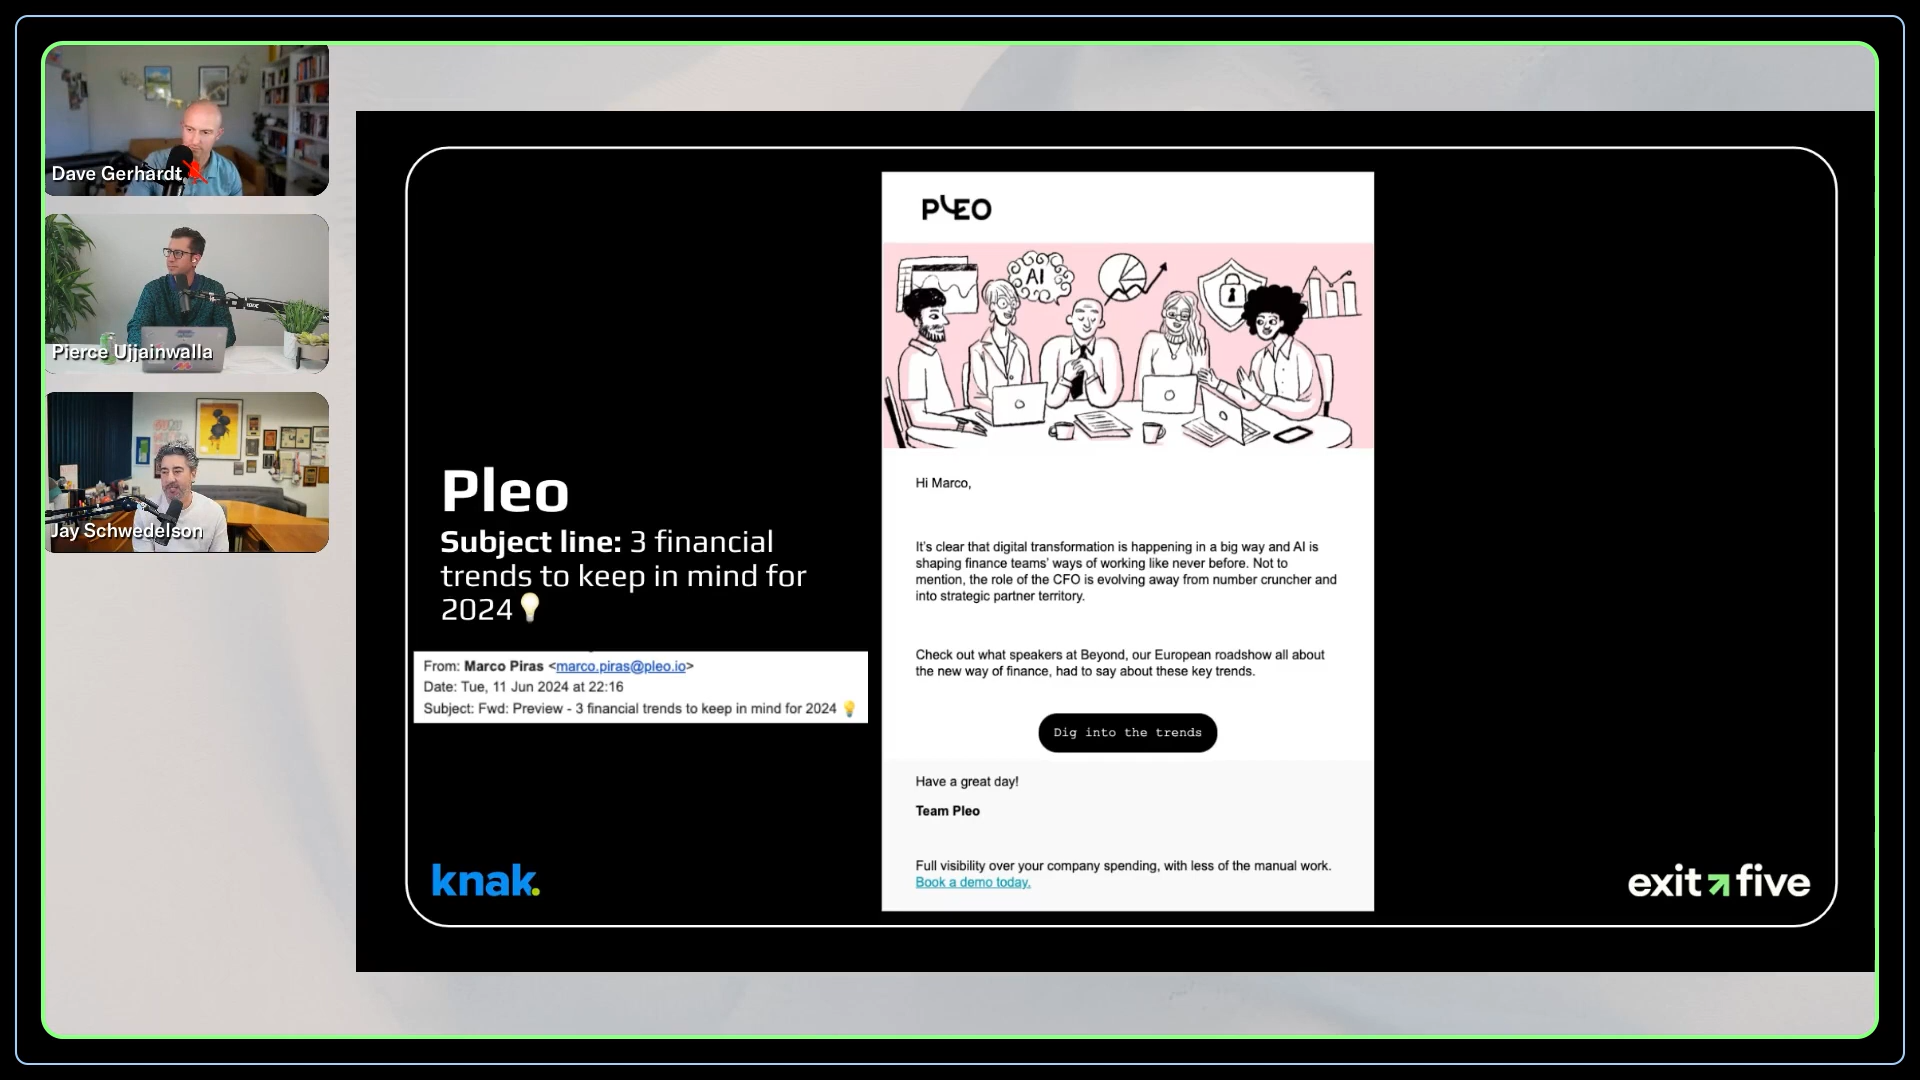 Dave Gerhardt
Pierce Ujjainwalla
Jay Schwedelson
Pleo
Subject line: 3 financial
trends to keep in mind for
2024💡
From: Marco Piras <marco.piras@pleo.io>
Date: Tue, 11 Jun 2024 at 22:16
Subject: Fwd: Preview - 3 financial trends to keep in mind for 2024 💡
knak.
PLEO
AI
Hi Marco,
It's clear that digital transformation is happening in a big way and AI is
shaping finance teams' ways of working like never before. Not to
mention, the role of the CFO is evolving away from number cruncher and
into strategic partner territory.
Check out what speakers at Beyond, our European roadshow all about
the new way of finance, had to say about these key trends.
Dig into the trends
Have a great day!
Team Pleo
Full visibility over your company spending, with less of the manual work.
Book a demo today.
exit five